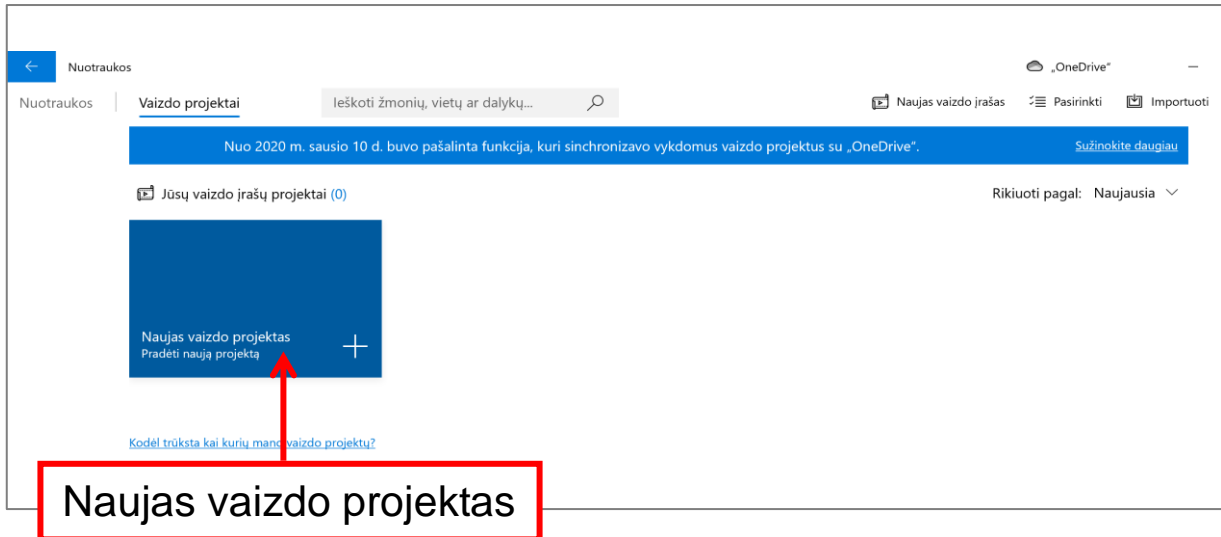 Nuotraukos
„OneDrive“
Nuotraukos
Vaizdo projektai
Ieškoti žmonių, vietų ar dalykų...
Naujas vaizdo įrašas
Pasirinkti
Importuoti
Nuo 2020 m. sausio 10 d. buvo pašalinta funkcija, kuri sinchronizavo vykdomus vaizdo projektus su „OneDrive“.
Sužinokite daugiau
Jūsų vaizdo įrašų projektai (0)
Rikiuoti pagal: Naujausia
Naujas vaizdo projektas
Pradėti naują projektą
Kodėl trūksta kai kurių mano vaizdo projektų?
Naujas vaizdo projektas